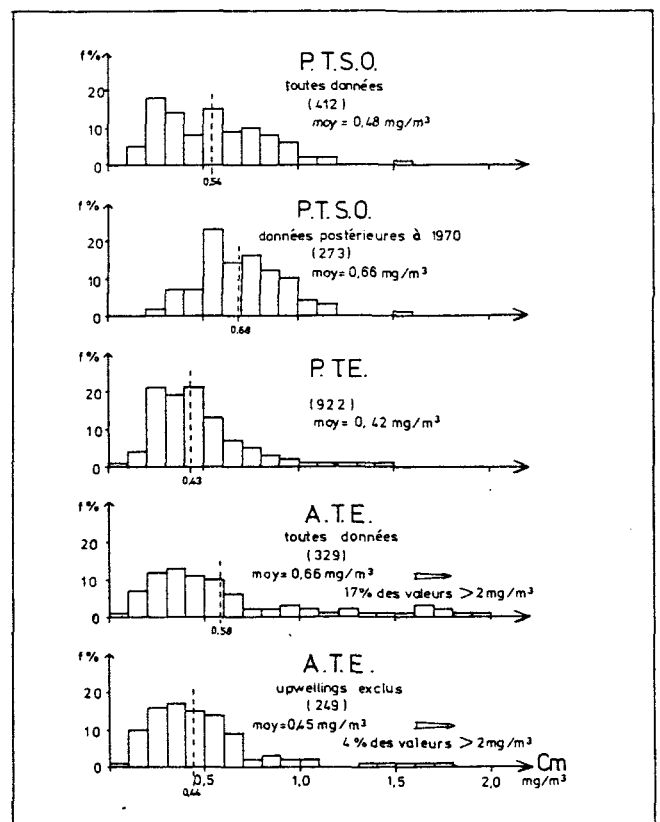 P.T.S.O.
toutes données
(412)
moy = 0,48 mg/m³
f%
20
10
0
0,54
P.T.S.O.
données postérieures à 1970
(273)
moy = 0,66 mg/m³
f%
20
10
0
0,68
P.T.E.
(922)
moy = 0,42 mg/m³
f%
20
10
0
0,43
A.T.E.
toutes données
(329)
moy = 0,66 mg/m³
17% des valeurs > 2mg/m³
f%
20
10
0
0,58
A.T.E.
upwellings exclus
(249)
moy = 0,45 mg/m³
4% des valeurs > 2mg/m³
f%
20
10
0
0,44
0,5
1,0
1,5
2,0
Cm
mg/m³